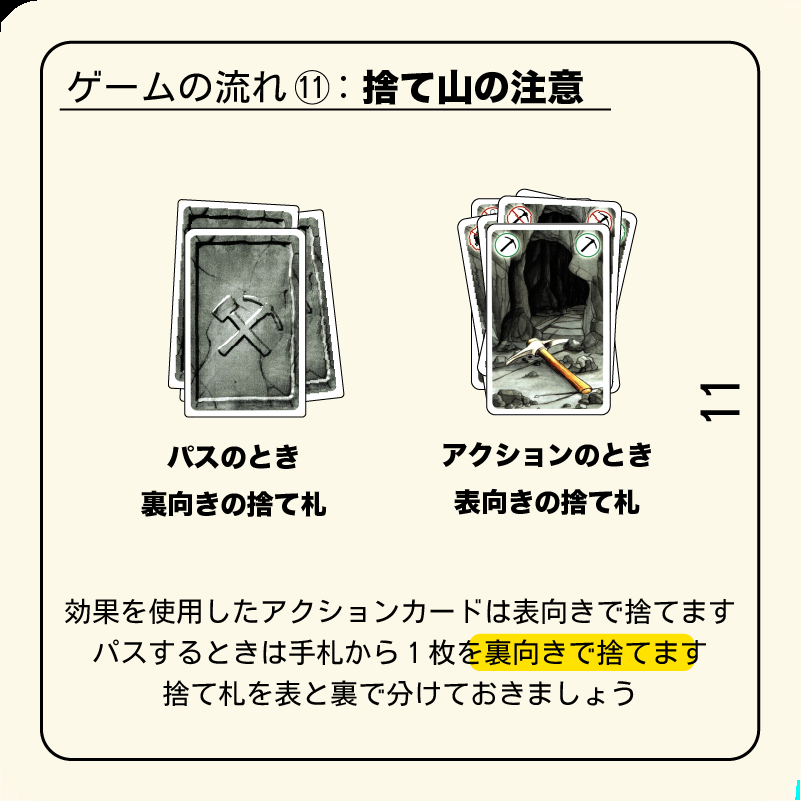 ゲームの流れ⑪：捨て山の注意
パスのとき
裏向きの捨て札
アクションのとき
表向きの捨て札
11
効果を使用したアクションカードは表向きで捨てます
パスするときは手札から1枚を裏向きで捨てます
捨て札を表と裏で分けておきましょう